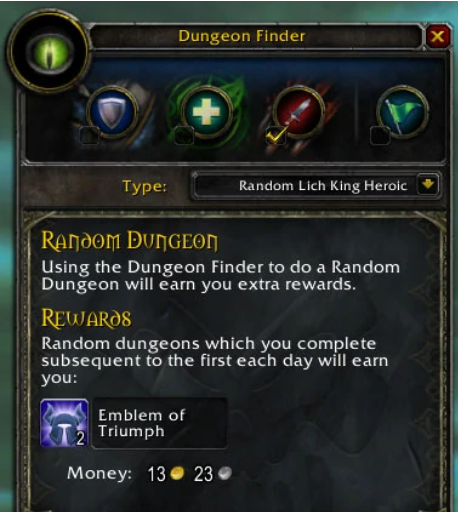 Dungeon Finder
Type:
Random Lich King Heroic
Random Dungeon
Using the Dungeon Finder to do a Random
Dungeon will earn you extra rewards.
Rewards
Random dungeons which you complete
subsequent to the first each day will earn
you:
2
Emblem of
Triumph
Money: 13 23